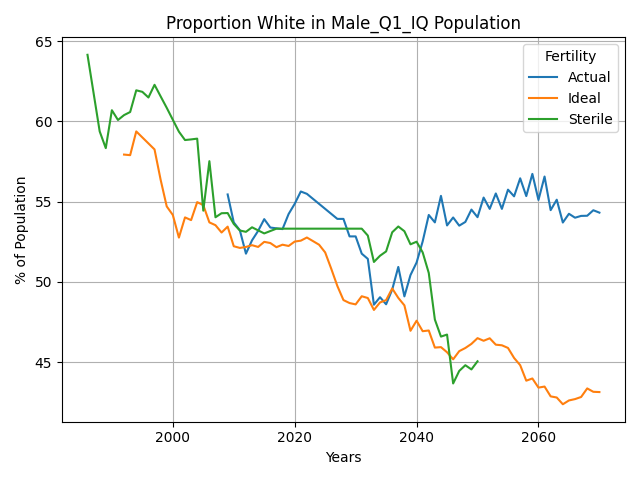 Proportion White in Male_Q1_IQ Population
65
60
55
50
45
% of Population
Fertility
Actual
Ideal
Sterile
2000
2020
2040
2060
Years